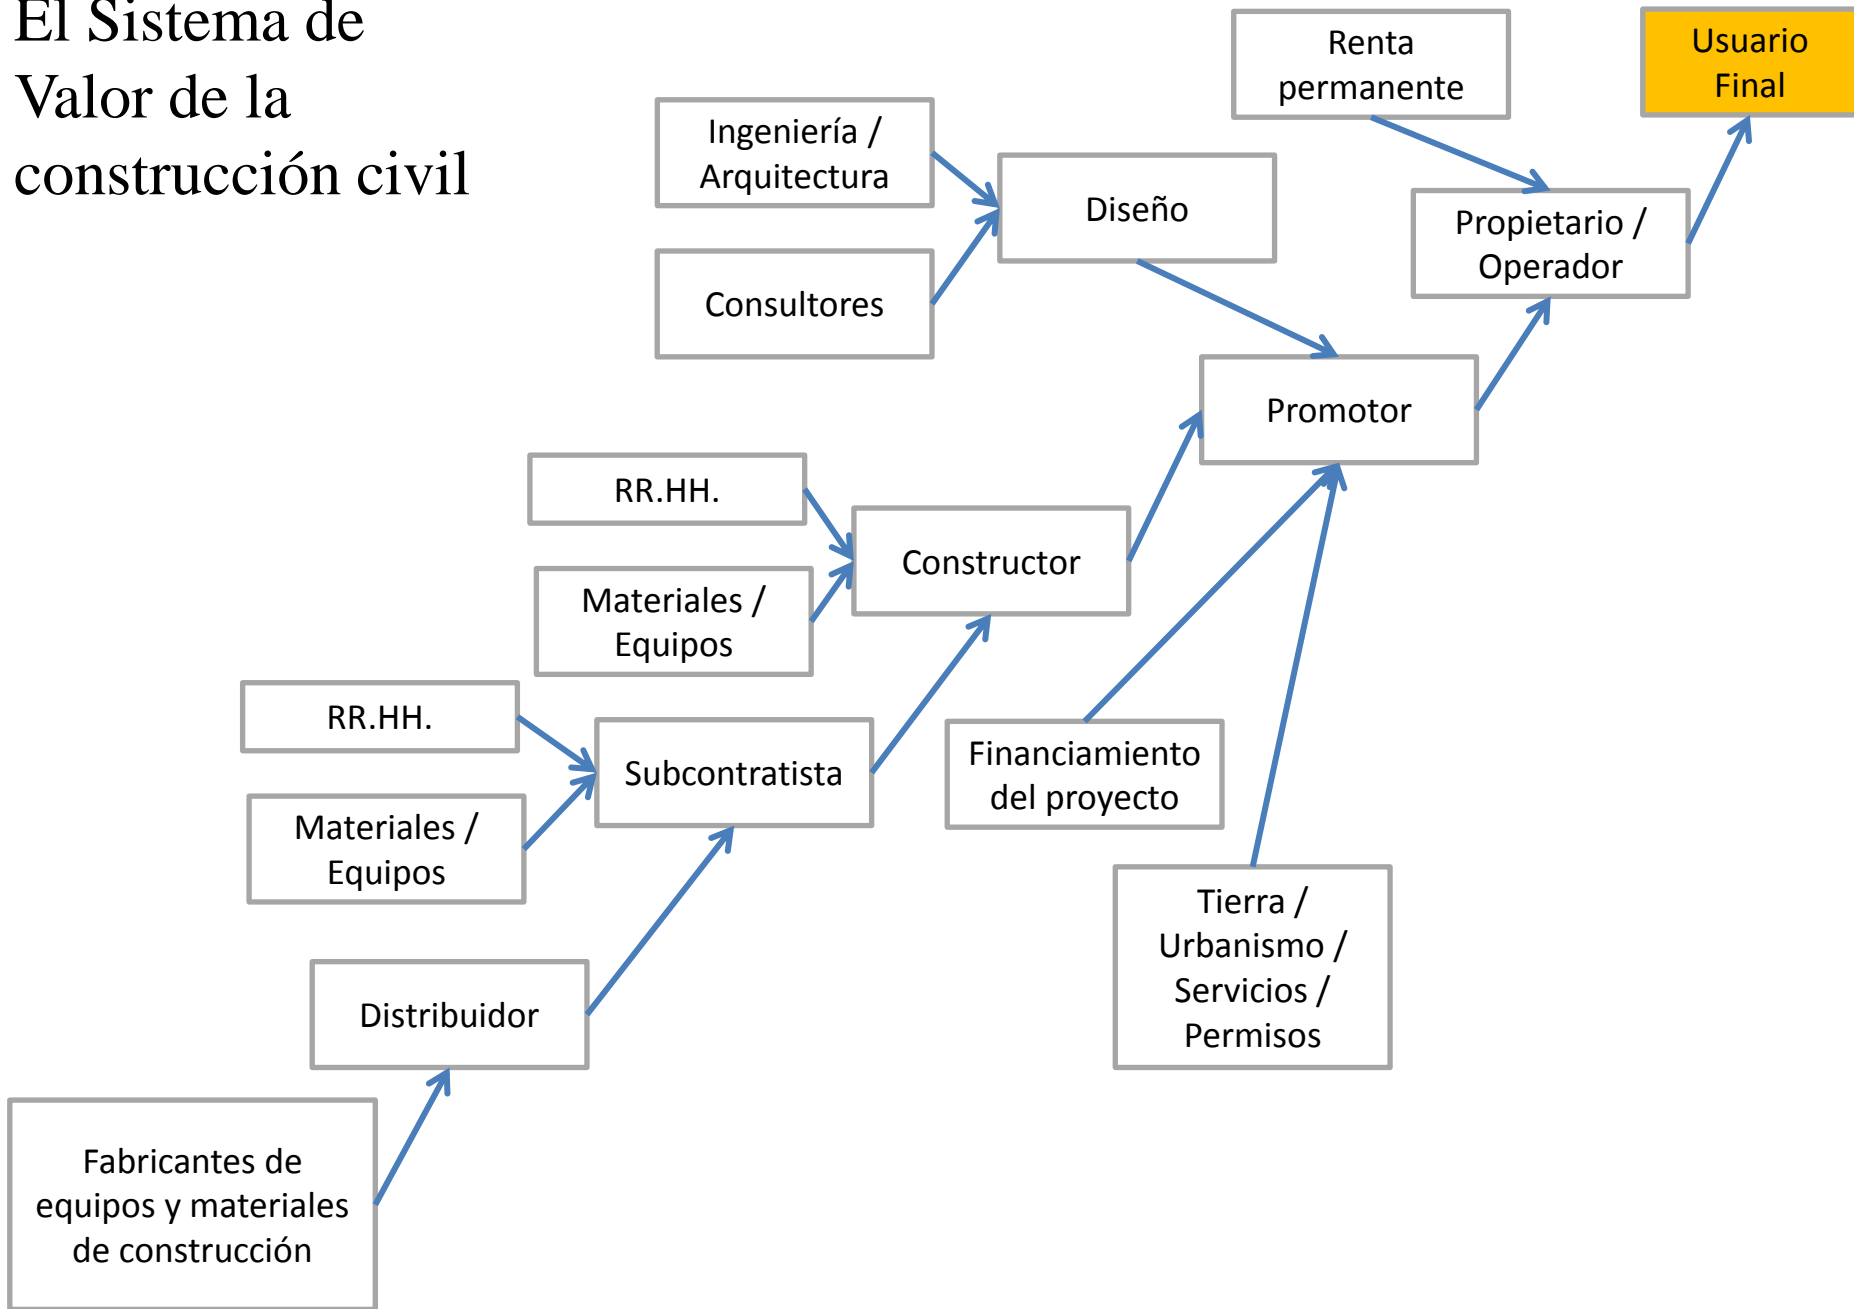 El Sistema de
Valor de la
construcción civil
Renta
permanente
Usuario
Final
Ingeniería /
Arquitectura
Diseño
Propietario /
Operador
Consultores
Promotor
RR.HH.
Constructor
Materiales /
Equipos
RR.HH.
Subcontratista
Financiamiento
del proyecto
Materiales /
Equipos
Tierra /
Urbanismo /
Servicios /
Permisos
Distribuidor
Fabricantes de
equipos y materiales
de construcción